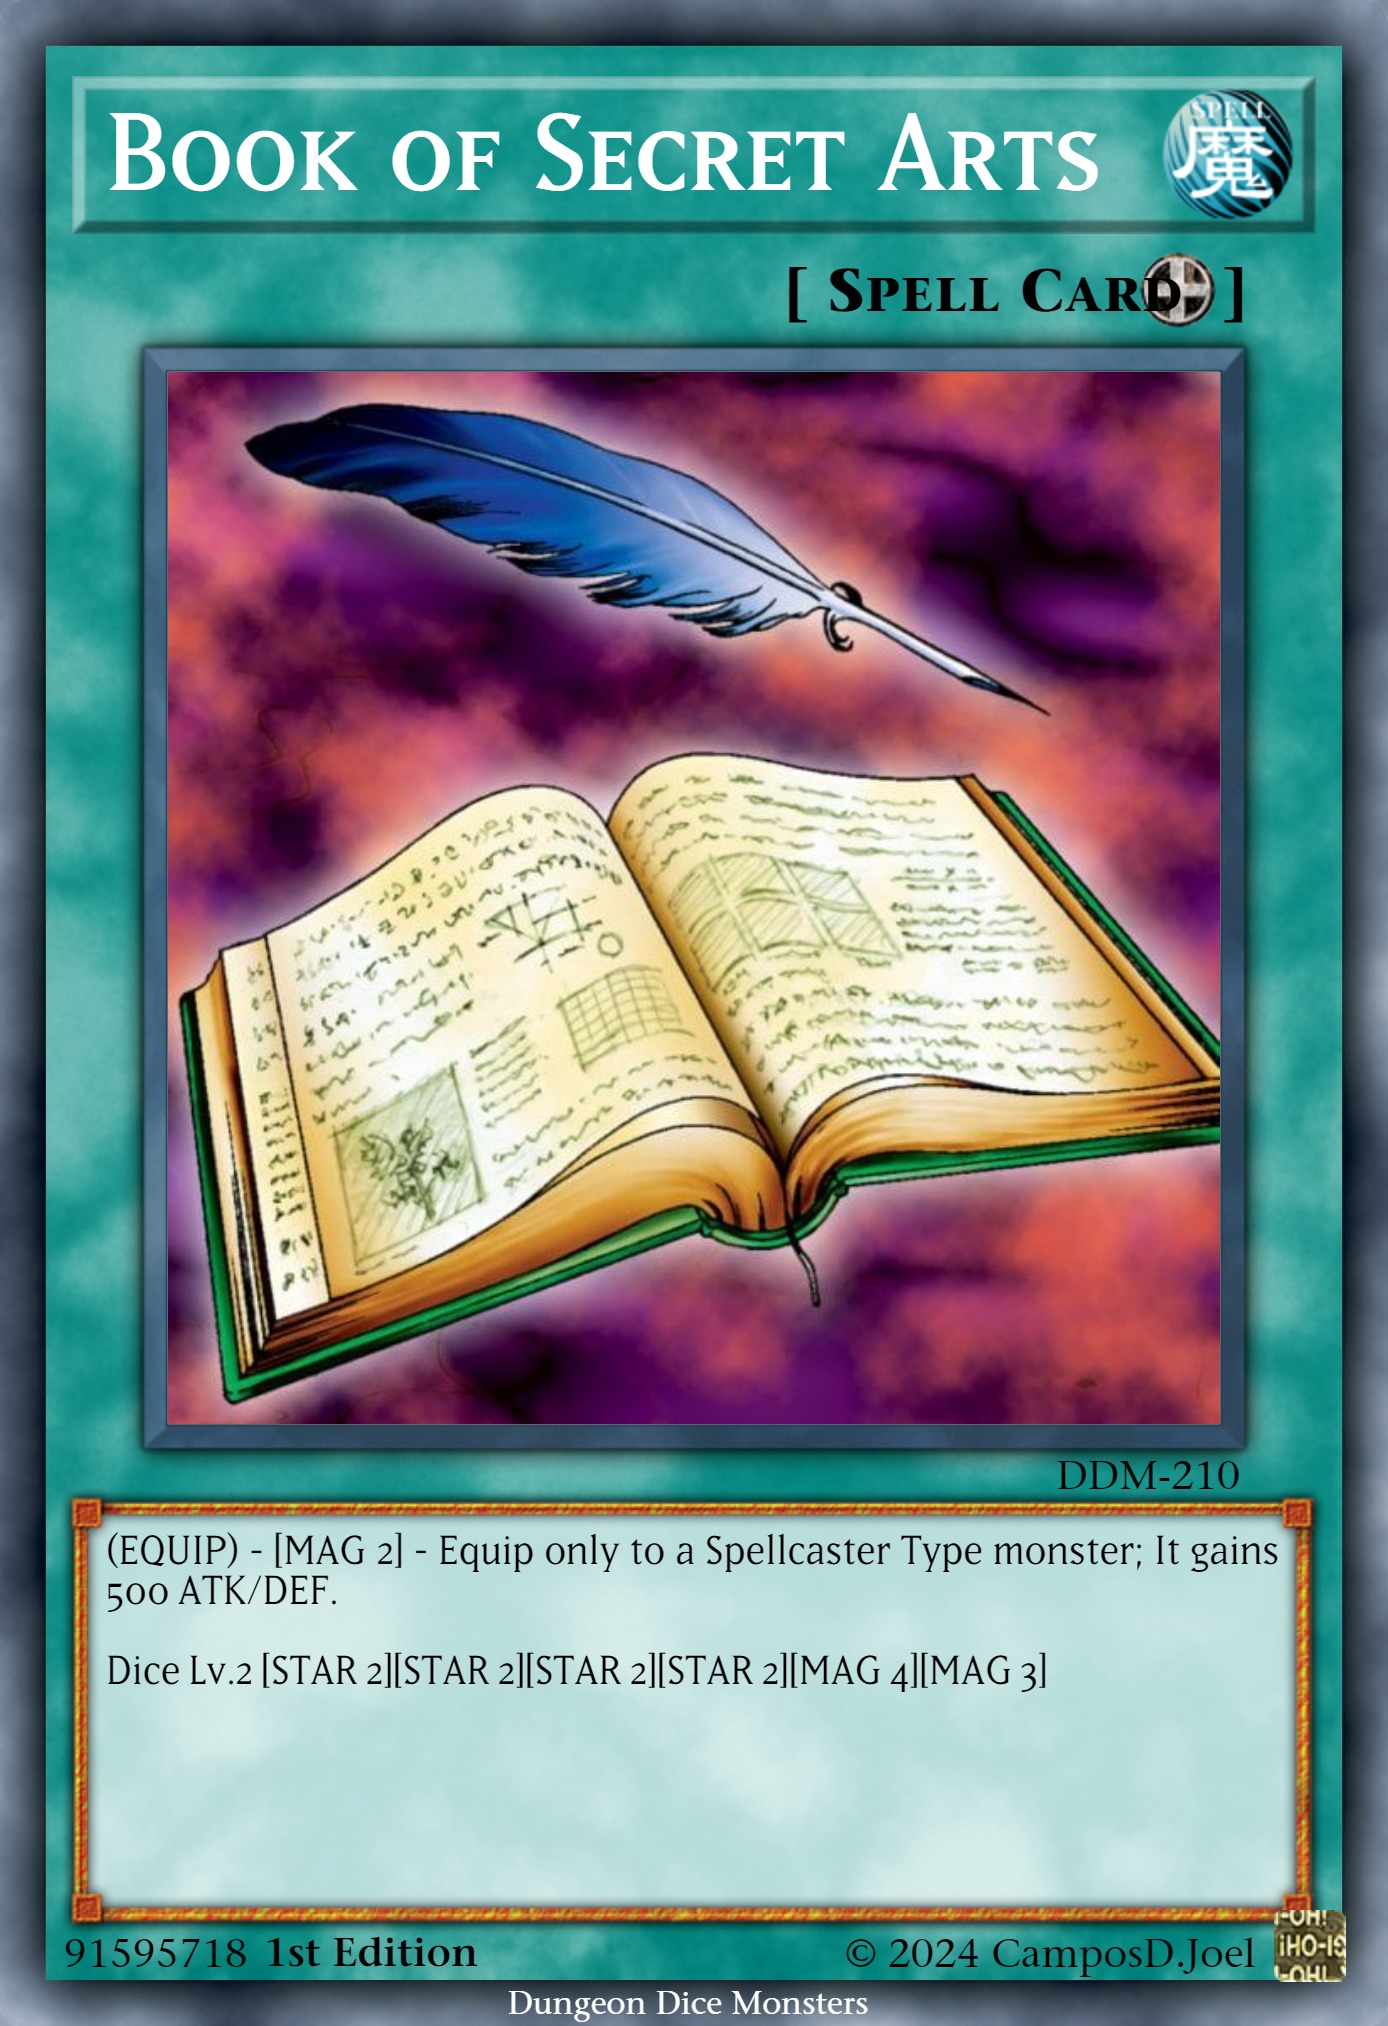 Book of Secret Arts
SPELL
魔
[ Spell Card ]
DDM-210
(EQUIP) - [MAG 2] - Equip only to a Spellcaster Type monster; It gains
500 ATK/DEF.
Dice Lv.2 [STAR 2][STAR 2][STAR 2][STAR 2][MAG 4][MAG 3]
91595718 1st Edition
© 2024 CamposD.Joel
Dungeon Dice Monsters